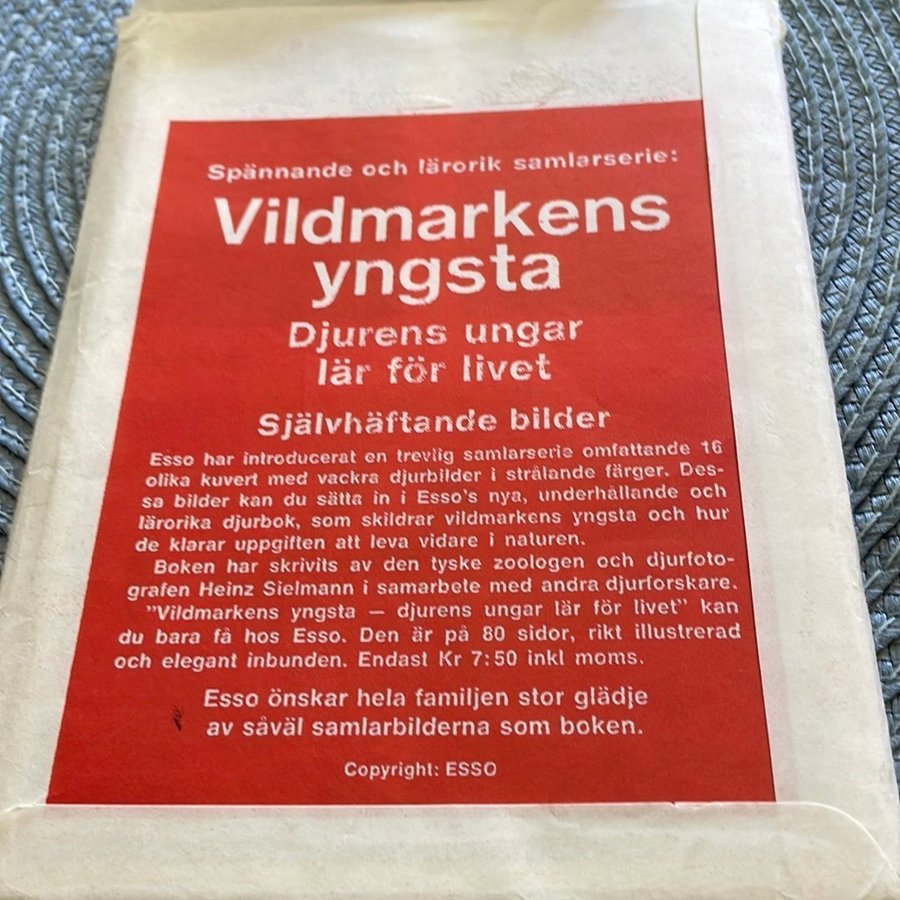 Spännande och lärorik samlarserie:
Vildmarkens
yngsta
Djurens ungar
lär för livet
Självhäftande bilder
Esso har introducerat en trevlig samlarserie omfattande 16
olika kuvert med vackra djurbilder i strålande färger. Des-
sa bilder kan du sätta in i Esso's nya, underhållande och
lärorika djurbok, som skildrar vildmarkens yngsta och hur
de klarar uppgiften att leva vidare i naturen.
Boken har skrivits av den tyske zoologen och djurfoto-
grafen Heinz Sielmann i samarbete med andra djurforskare.
"Vildmarkens yngsta — djurens ungar lär för livet" kan
du bara få hos Esso. Den är på 80 sidor, rikt illustrerad
och elegant inbunden. Endast Kr 7:50 inkl moms.
Esso önskar hela familjen stor glädje
av såväl samlarbilderna som boken.
Copyright: ESSO